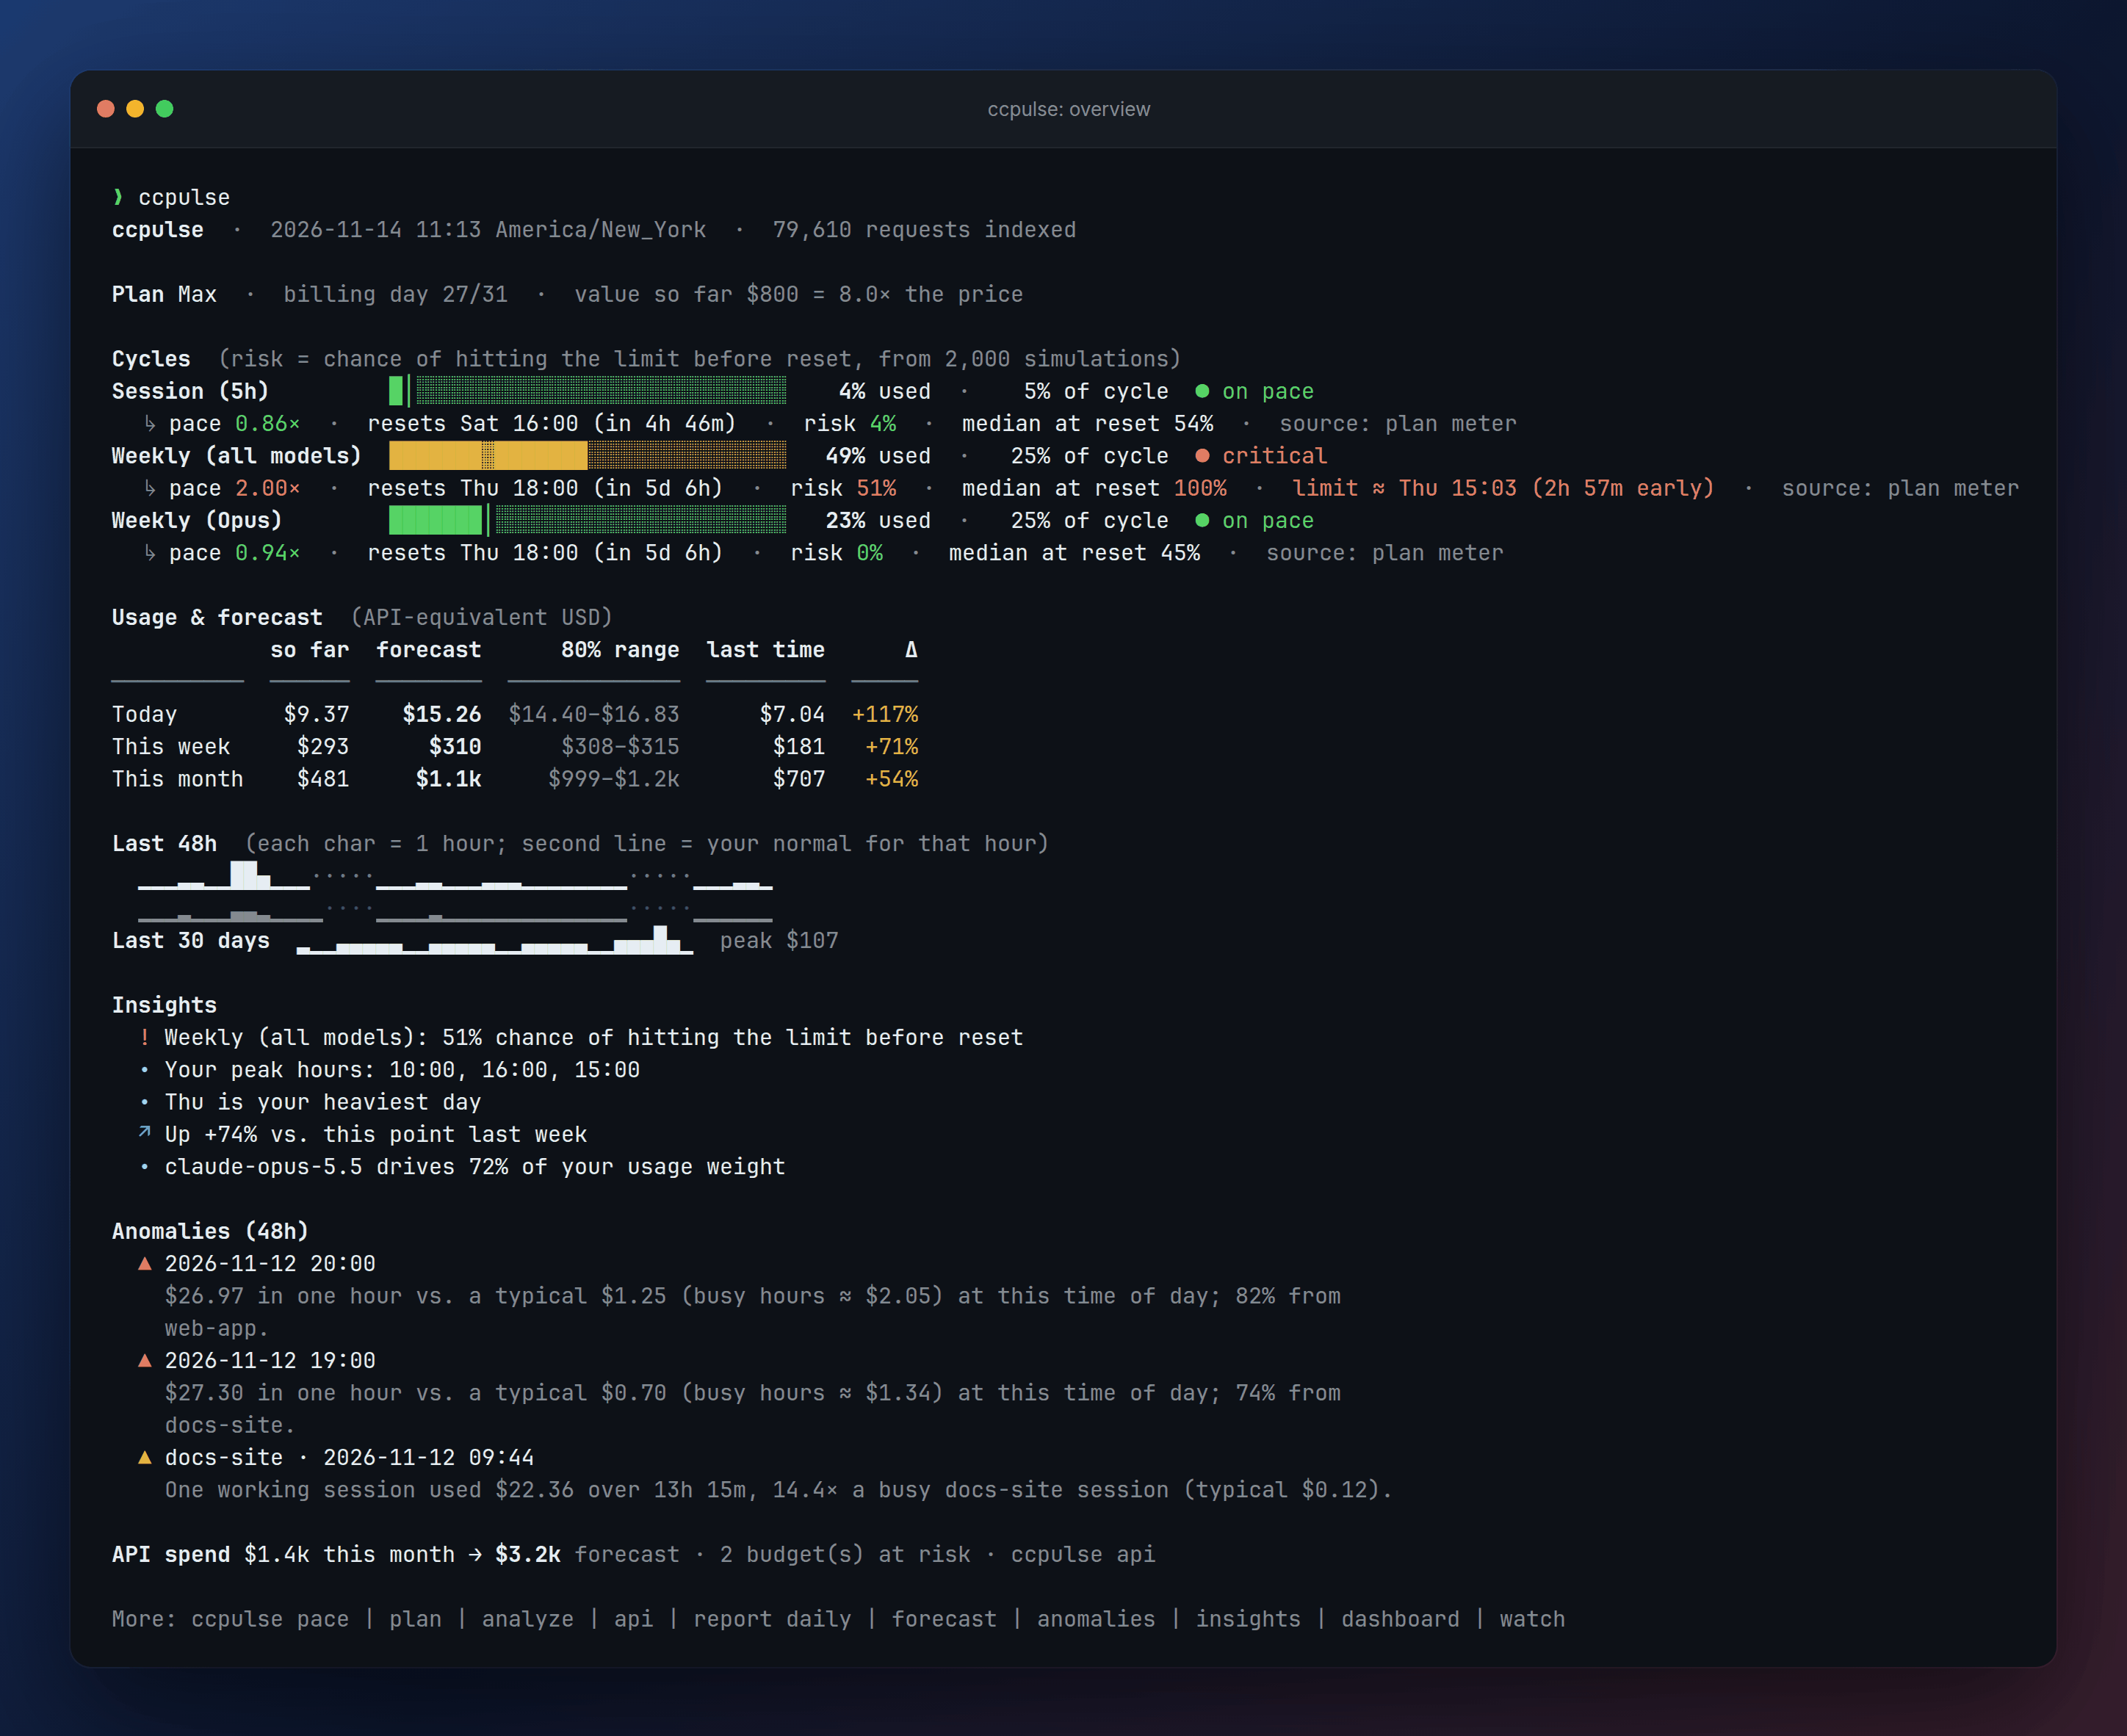 ccpulse: overview
❯ ccpulse
ccpulse · 2026-11-14 11:13 America/New_York · 79,610 requests indexed
Plan Max · billing day 27/31 · value so far $800 = 8.0× the price
Cycles (risk = chance of hitting the limit before reset, from 2,000 simulations)
Session (5h) 4% used · 5% of cycle ● on pace
↳ pace 0.86× · resets Sat 16:00 (in 4h 46m) · risk 4% · median at reset 54% · source: plan meter
Weekly (all models) 49% used · 25% of cycle ● critical
↳ pace 2.00× · resets Thu 18:00 (in 5d 6h) · risk 51% · median at reset 100% · limit ≈ Thu 15:03 (2h 57m early) · source: plan meter
Weekly (Opus) 23% used · 25% of cycle ● on pace
↳ pace 0.94× · resets Thu 18:00 (in 5d 6h) · risk 0% · median at reset 45% · source: plan meter
Usage & forecast (API-equivalent USD)
so far forecast 80% range last time Δ
Today $9.37 $15.26 $14.40–$16.83 $7.04 +117%
This week $293 $310 $308–$315 $181 +71%
This month $481 $1.1k $999–$1.2k $707 +54%
Last 48h (each char = 1 hour; second line = your normal for that hour)
Last 30 days peak $107
Insights
! Weekly (all models): 51% chance of hitting the limit before reset
• Your peak hours: 10:00, 16:00, 15:00
• Thu is your heaviest day
↗ Up +74% vs. this point last week
• claude-opus-5.5 drives 72% of your usage weight
Anomalies (48h)
▲ 2026-11-12 20:00
$26.97 in one hour vs. a typical $1.25 (busy hours ≈ $2.05) at this time of day; 82% from
web-app.
▲ 2026-11-12 19:00
$27.30 in one hour vs. a typical $0.70 (busy hours ≈ $1.34) at this time of day; 74% from
docs-site.
▲ docs-site · 2026-11-12 09:44
One working session used $22.36 over 13h 15m, 14.4× a busy docs-site session (typical $0.12).
API spend $1.4k this month → $3.2k forecast · 2 budget(s) at risk · ccpulse api
More: ccpulse pace | plan | analyze | api | report daily | forecast | anomalies | insights | dashboard | watch